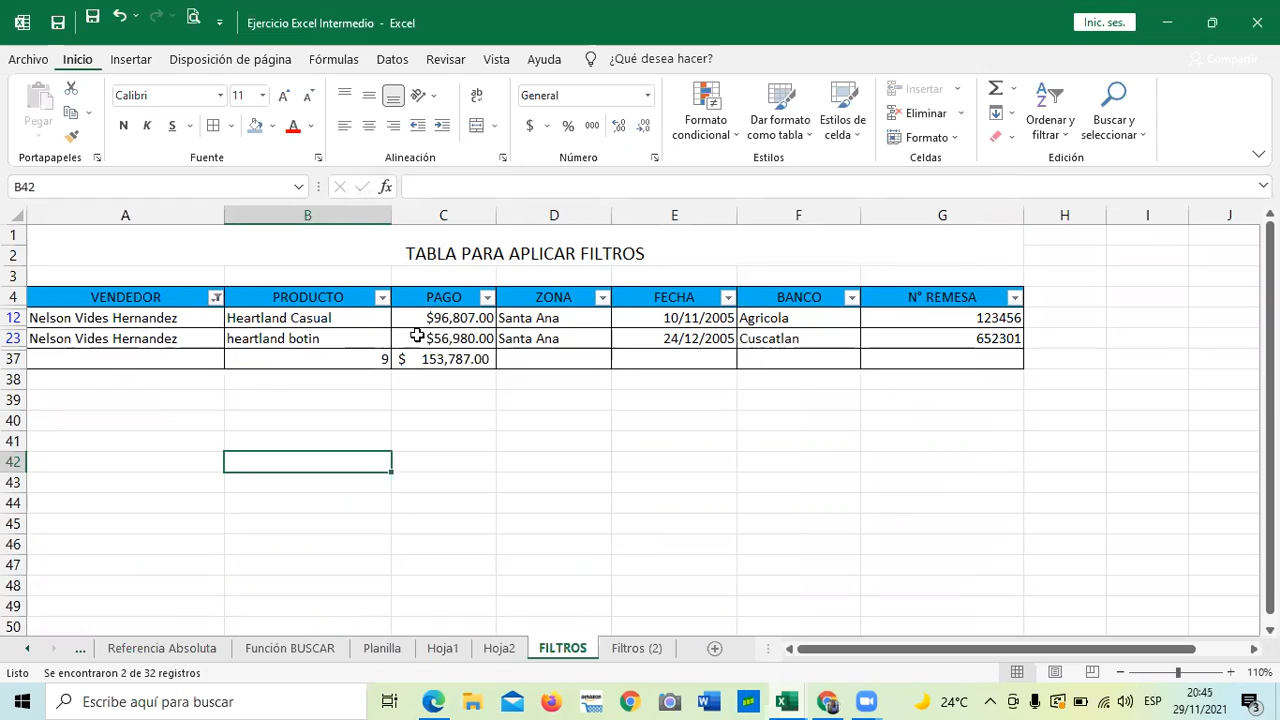 Ejercicio Excel Intermedio - Excel
Inic. ses.
Archivo Inicio Insertar Disposición de página Fórmulas Datos Revisar Vista Ayuda ¿Qué desea hacer? Compartir
Pegar
Calibri 11
N K S
ab
General
$ % 000
Formato condicional
Dar formato como tabla
Estilos de celda
Insertar
Eliminar
Formato
Ordenar y filtrar
Buscar y seleccionar
Portapapeles Fuente Alineación Número Estilos Celdas Edición
B42 fx
A B C D E F G H I J
1
2 TABLA PARA APLICAR FILTROS
3
4 VENDEDOR PRODUCTO PAGO ZONA FECHA BANCO N° REMESA
12 Nelson Vides Hernandez Heartland Casual $96,807.00 Santa Ana 10/11/2005 Agricola 123456
23 Nelson Vides Hernandez heartland botin $56,980.00 Santa Ana 24/12/2005 Cuscatlan 652301
37 9 $ 153,787.00
38
39
40
41
42
43
44
45
46
47
48
49
50
... Referencia Absoluta Función BUSCAR Planilla Hoja1 Hoja2 FILTROS Filtros (2)
Listo Se encontraron 2 de 32 registros 110%
Escribe aquí para buscar 24°C ESP 20:45
29/11/2021 3